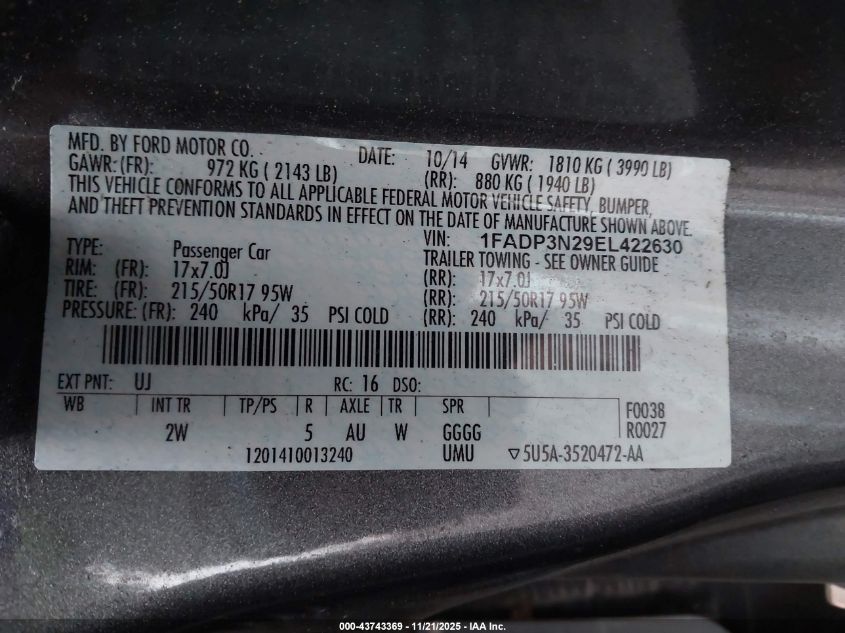 MFD. BY FORD MOTOR CO. DATE: 10/14 GVWR: 1810 KG ( 3990 LB)
GAWR: (FR) 972 KG ( 2143 LB) (RR): 880 KG ( 1940 LB)
THIS VEHICLE CONFORMS TO ALL APPLICABLE FEDERAL MOTOR VEHICLE SAFETY, BUMPER,
AND THEFT PREVENTION STANDARDS IN EFFECT ON THE DATE OF MANUFACTURE SHOWN ABOVE.
VIN: 1FADP3N29EL422630
TYPE: Passenger Car TRAILER TOWING - SEE OWNER GUIDE
RIM: (FR): 17x7.0J (RR): 17x7.0J
TIRE: (FR): 215/50R17 95W (RR): 215/50R17 95W
PRESSURE: (FR): 240 kPa/ 35 PSI COLD (RR): 240 kPa/ 35 PSI COLD
EXT PNT: UJ RC: 16 DSO:
WB INT TR TP/PS R AXLE TR SPR F0038
2W 5 AU W GGGG R0027
1201410013240 UMU ▽5U5A-3520472-AA
000-43743369 - 11/21/2025 - IAA Inc.